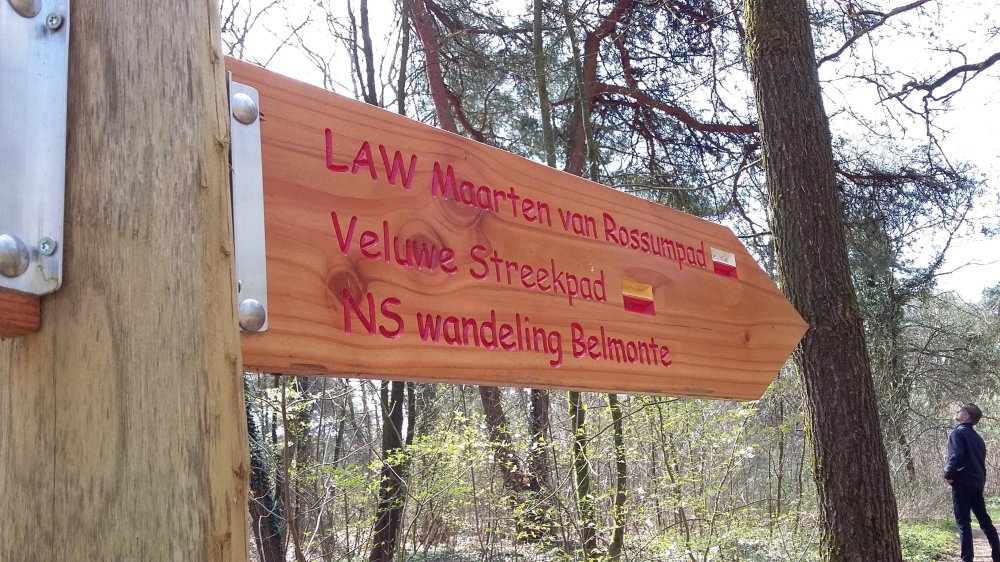 LAW Maarten van Rossumpad
Veluwe Streekpad
NS wandeling Belmonte